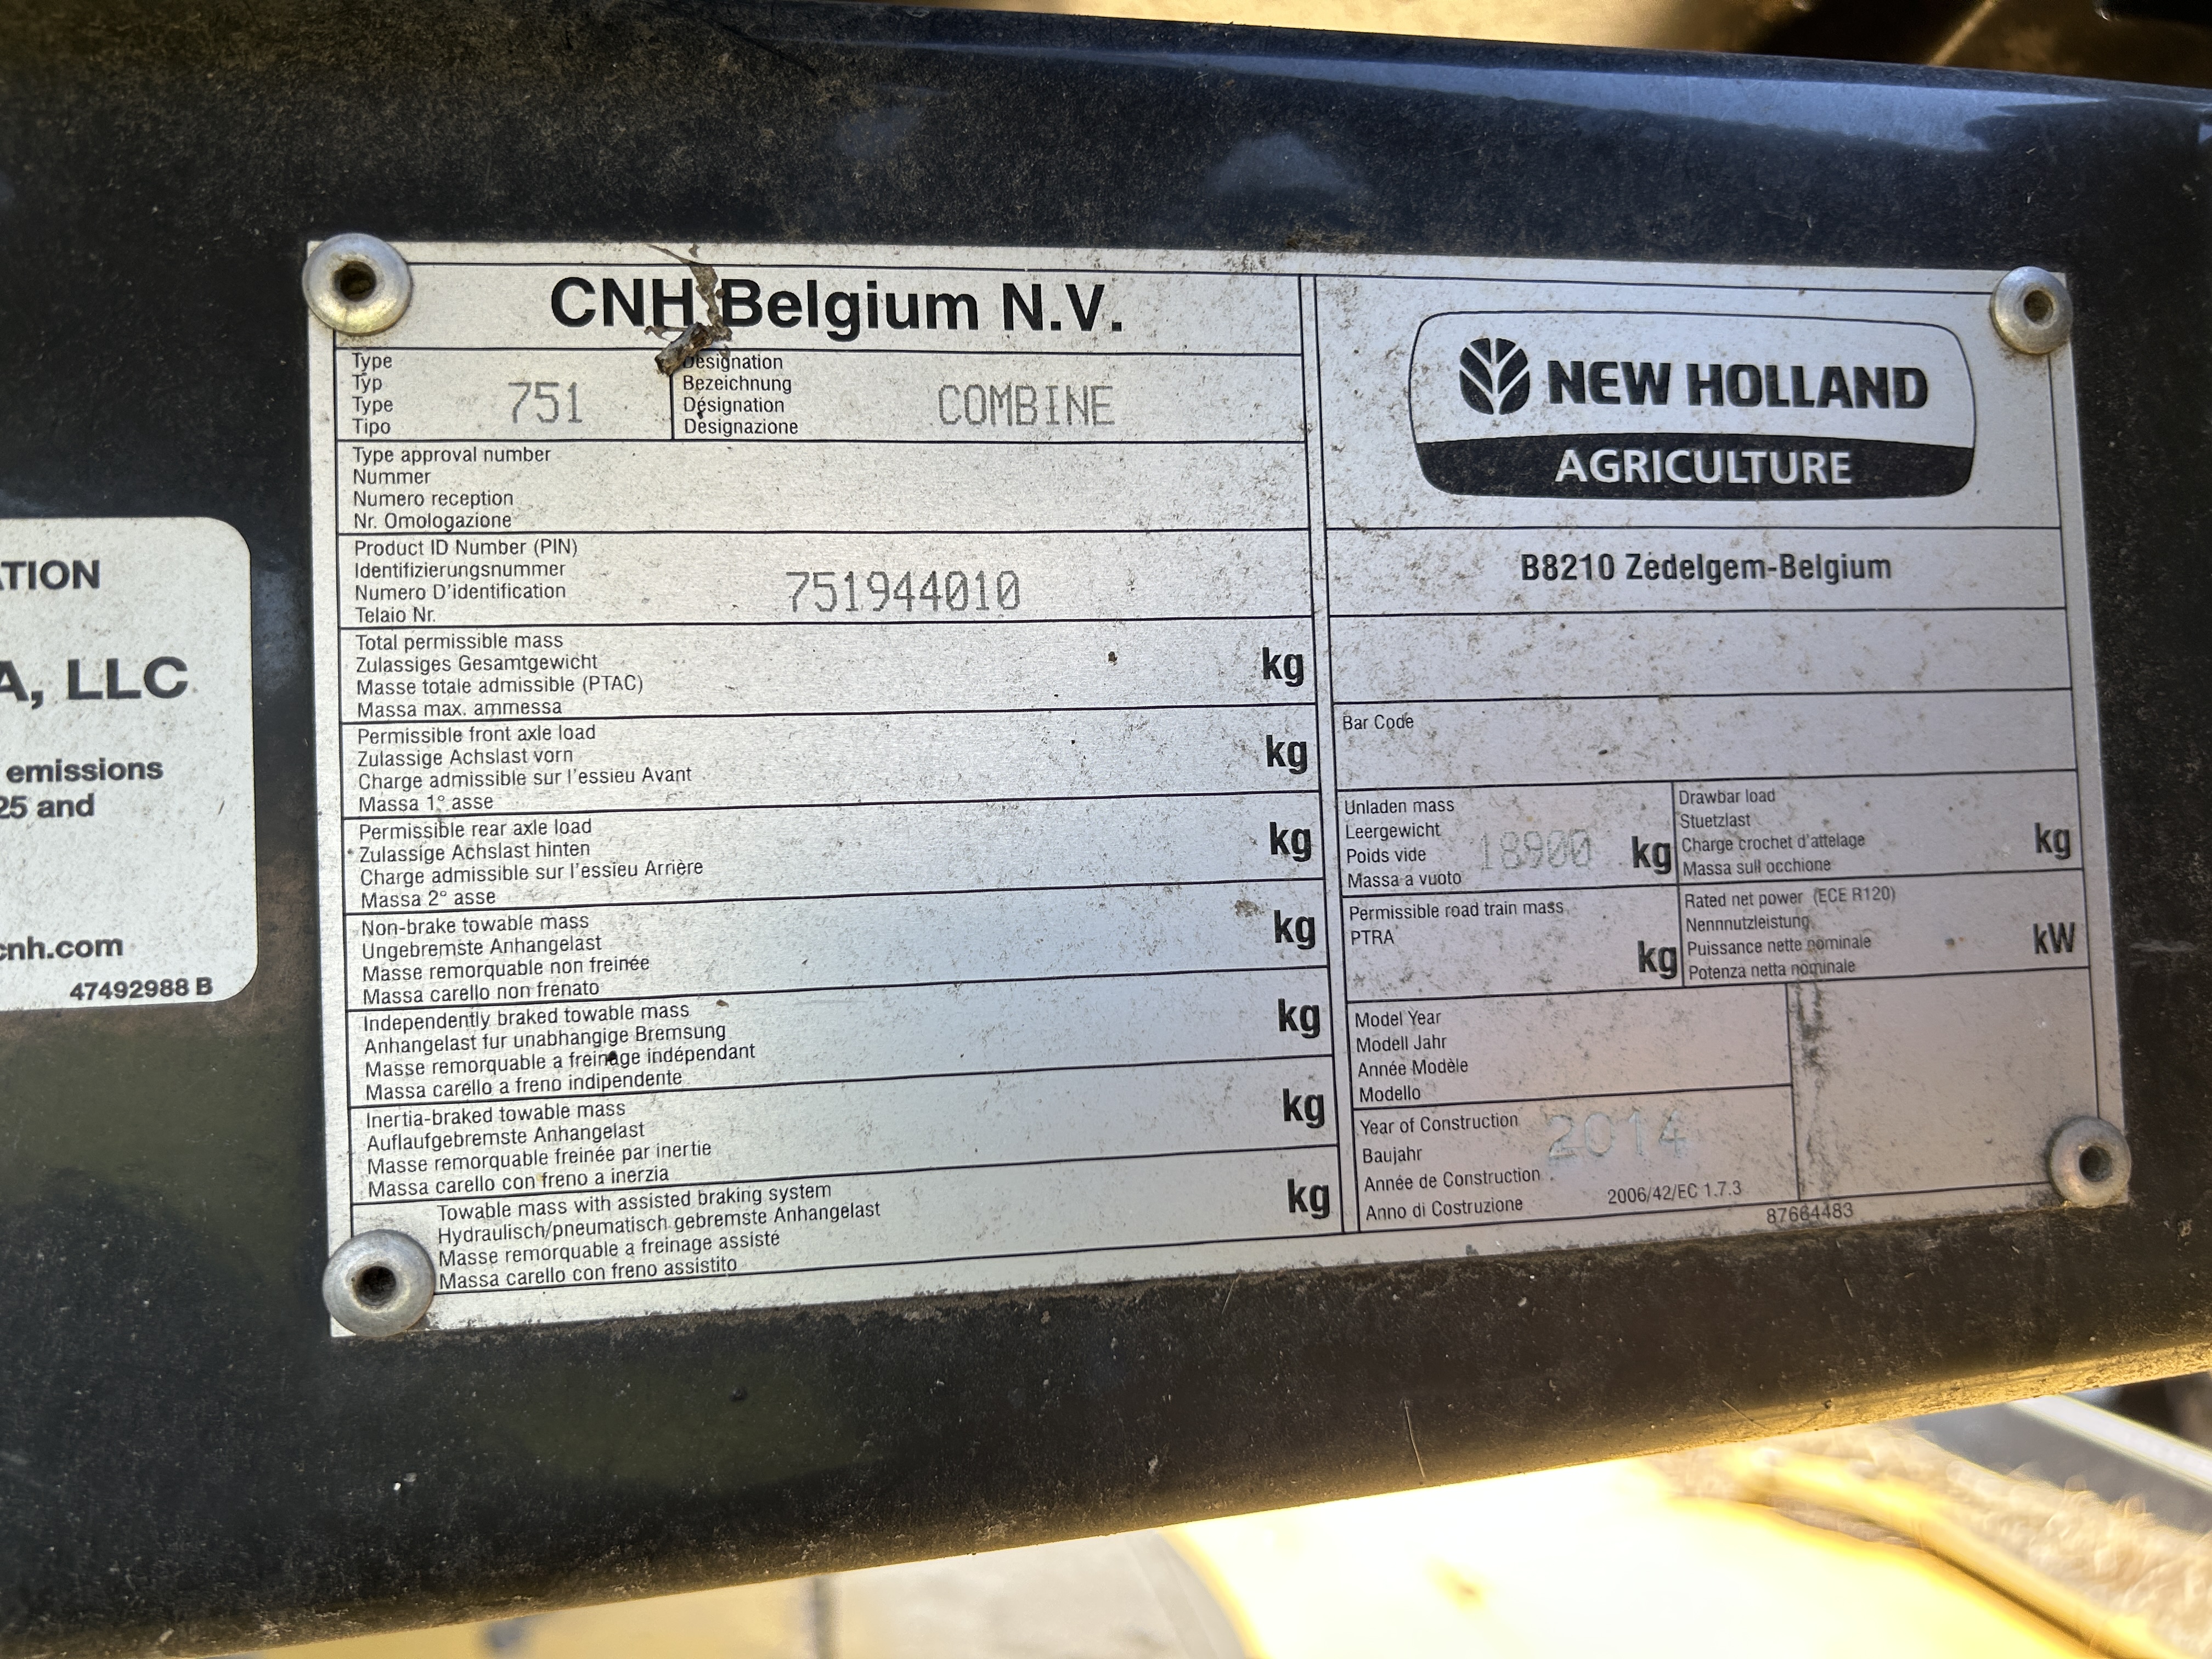 TION
A, LLC
emissions
25 and
cnh.com
47492988 B
CNH Belgium N.V.
Type
Typ
Type
Tipo
751
Designation
Bezeichnung
Désignation
Designazione
COMBINE
Type approval number
Nummer
Numero reception
Nr. Omologazione
Product ID Number (PIN)
Identifizierungsnummer
Numero D'identification
Telaio Nr.
751944010
Total permissible mass
Zulassiges Gesamtgewicht
Masse totale admissible (PTAC)
Massa max. ammessa
kg
Permissible front axle load
Zulassige Achslast vorn
Charge admissible sur l'essieu Avant
Massa 1° asse
kg
Permissible rear axle load
Zulassige Achslast hinten
Charge admissible sur l'essieu Arrière
Massa 2° asse
kg
Non-brake towable mass
Ungebremste Anhangelast
Masse remorquable non freinée
Massa carello non frenato
kg
Independently braked towable mass
Anhangelast fur unabhangige Bremsung
Masse remorquable a freinage indépendant
Massa carello a freno indipendente
kg
Inertia-braked towable mass
Auflaufgebremste Anhangelast
Masse remorquable freinée par inertie
Massa carello con freno a inerzia
kg
Towable mass with assisted braking system
Hydraulisch/pneumatisch gebremste Anhangelast
Masse remorquable a freinage assisté
Massa carello con freno assistito
kg
NEW HOLLAND
AGRICULTURE
B8210 Zedelgem-Belgium
Bar Code
Unladen mass
Leergewicht
Poids vide
Massa a vuoto
18900 kg
Drawbar load
Stuetzlast
Charge crochet d'attelage
Massa sull occhione
kg
Permissible road train mass
PTRA
kg
Rated net power (ECE R120)
Nennnutzleistung
Puissance nette nominale
Potenza netta nominale
kW
Model Year
Modell Jahr
Année Modèle
Modello
Year of Construction
Baujahr
Année de Construction
Anno di Costruzione
2014
2006/42/EC 1.7.3
87664483